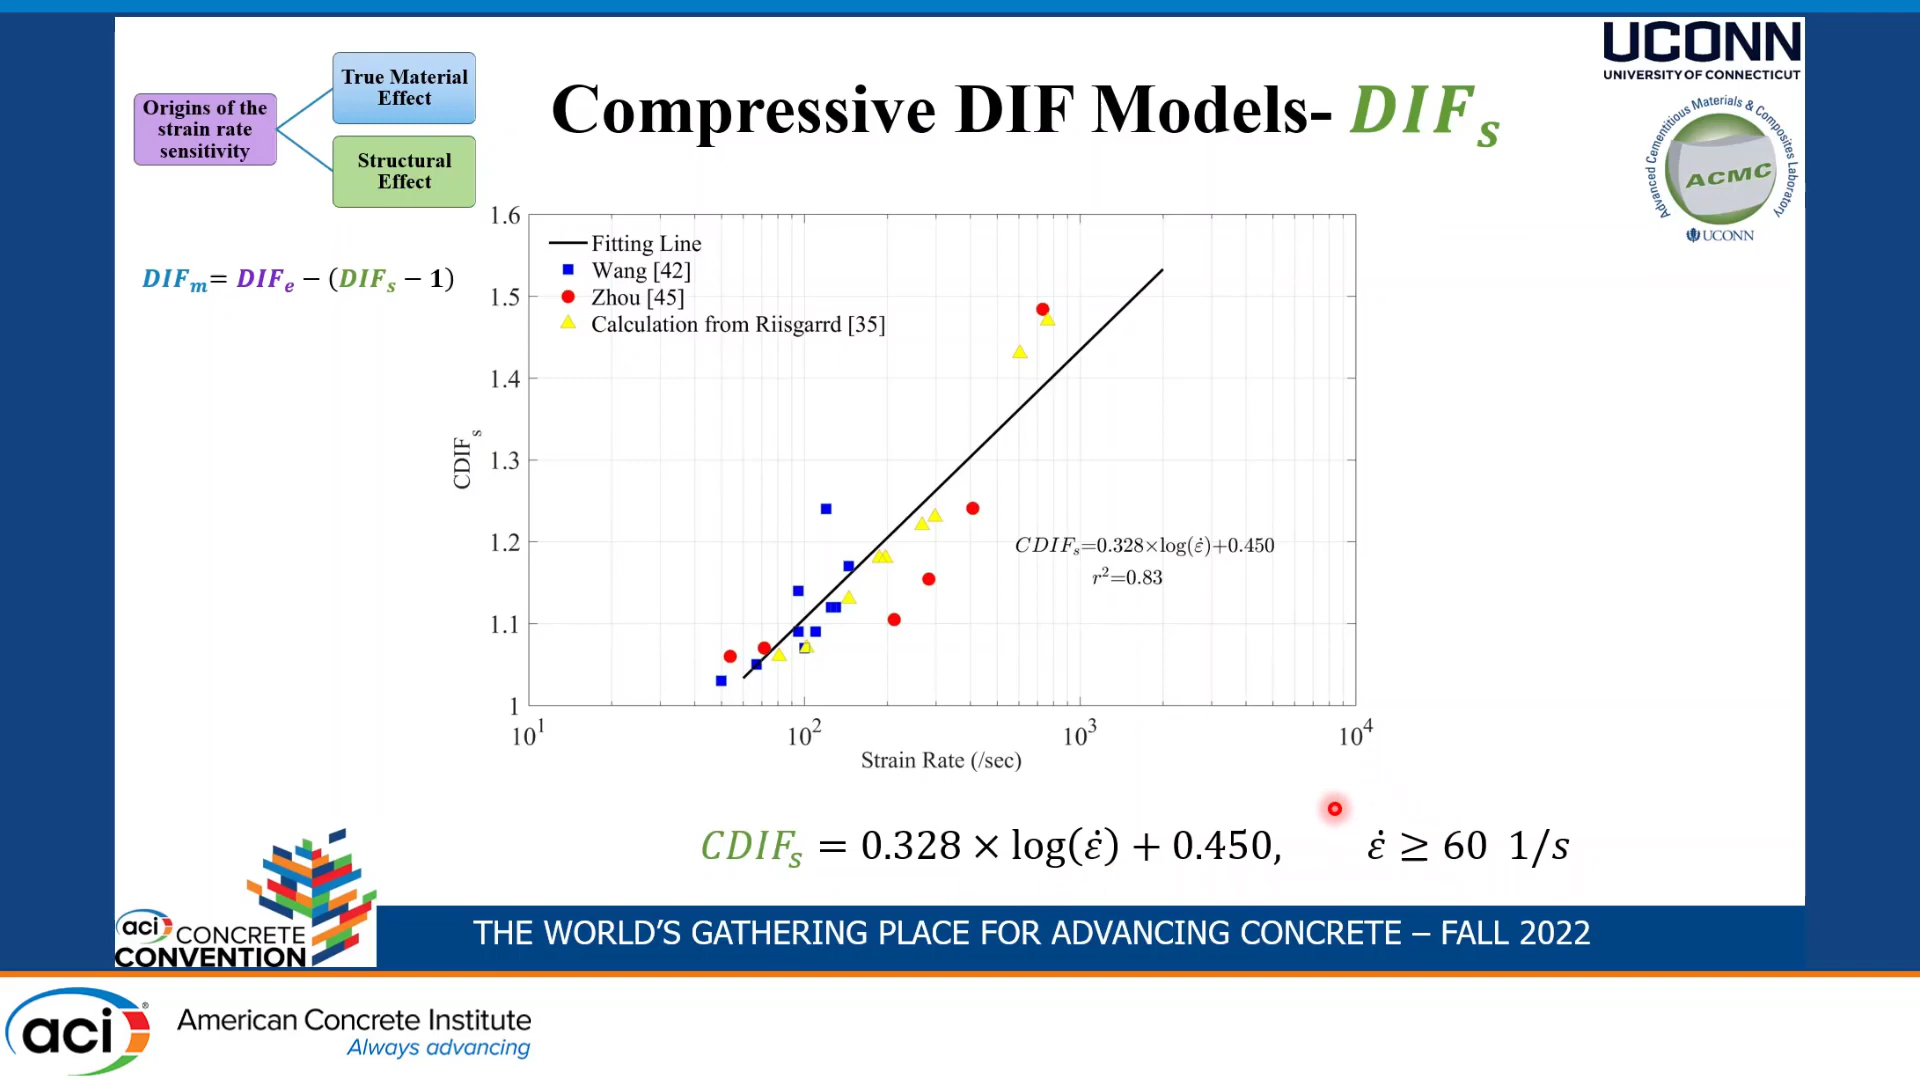 Origins of the
strain rate
sensitivity
True Material
Effect
Structural
Effect
Compressive DIF Models- DIFₛ
UCONN
UNIVERSITY OF CONNECTICUT
Advanced Cementitious Materials & Composites Laboratory
ACMC
UCONN
DIFₘ= DIFₑ − (DIFₛ − 1)
Fitting Line
Wang [42]
Zhou [45]
Calculation from Riisgarrd [35]
1.6
1.5
1.4
1.3
1.2
1.1
1
CDIF s
CDIFₛ=0.328×log(ε̇)+0.450
r²=0.83
10¹
10²
10³
10⁴
Strain Rate (/sec)
CDIFₛ = 0.328 × log(ε̇) + 0.450, ε̇ ≥ 60 1/s
aci CONCRETE
CONVENTION
THE WORLD’S GATHERING PLACE FOR ADVANCING CONCRETE – FALL 2022
aci®
American Concrete Institute
Always advancing